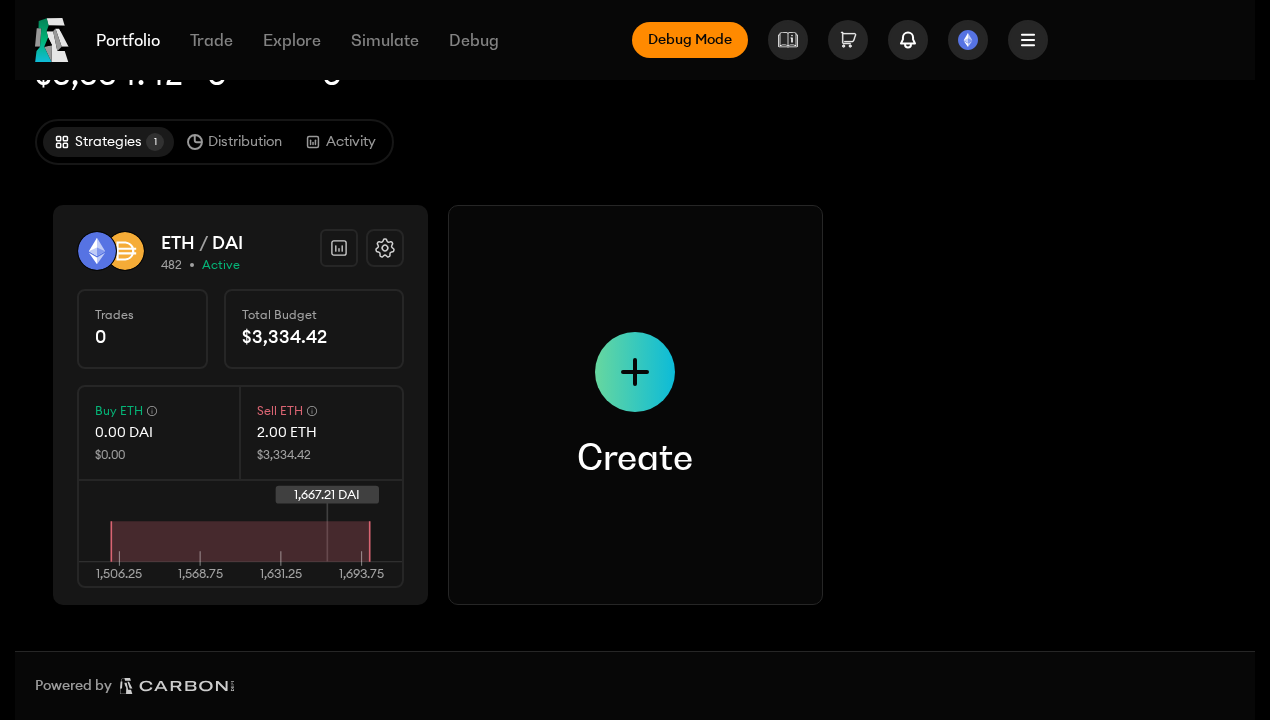 Portfolio Trade Explore Simulate Debug Debug Mode
Strategies 1 Distribution Activity
ETH / DAI
482 • Active
Trades
0
Total Budget
$3,334.42
Buy ETH
0.00 DAI
$0.00
Sell ETH
2.00 ETH
$3,334.42
1,667.21 DAI
1,506.25 1,568.75 1,631.25 1,693.75
Create
Powered by CARBON